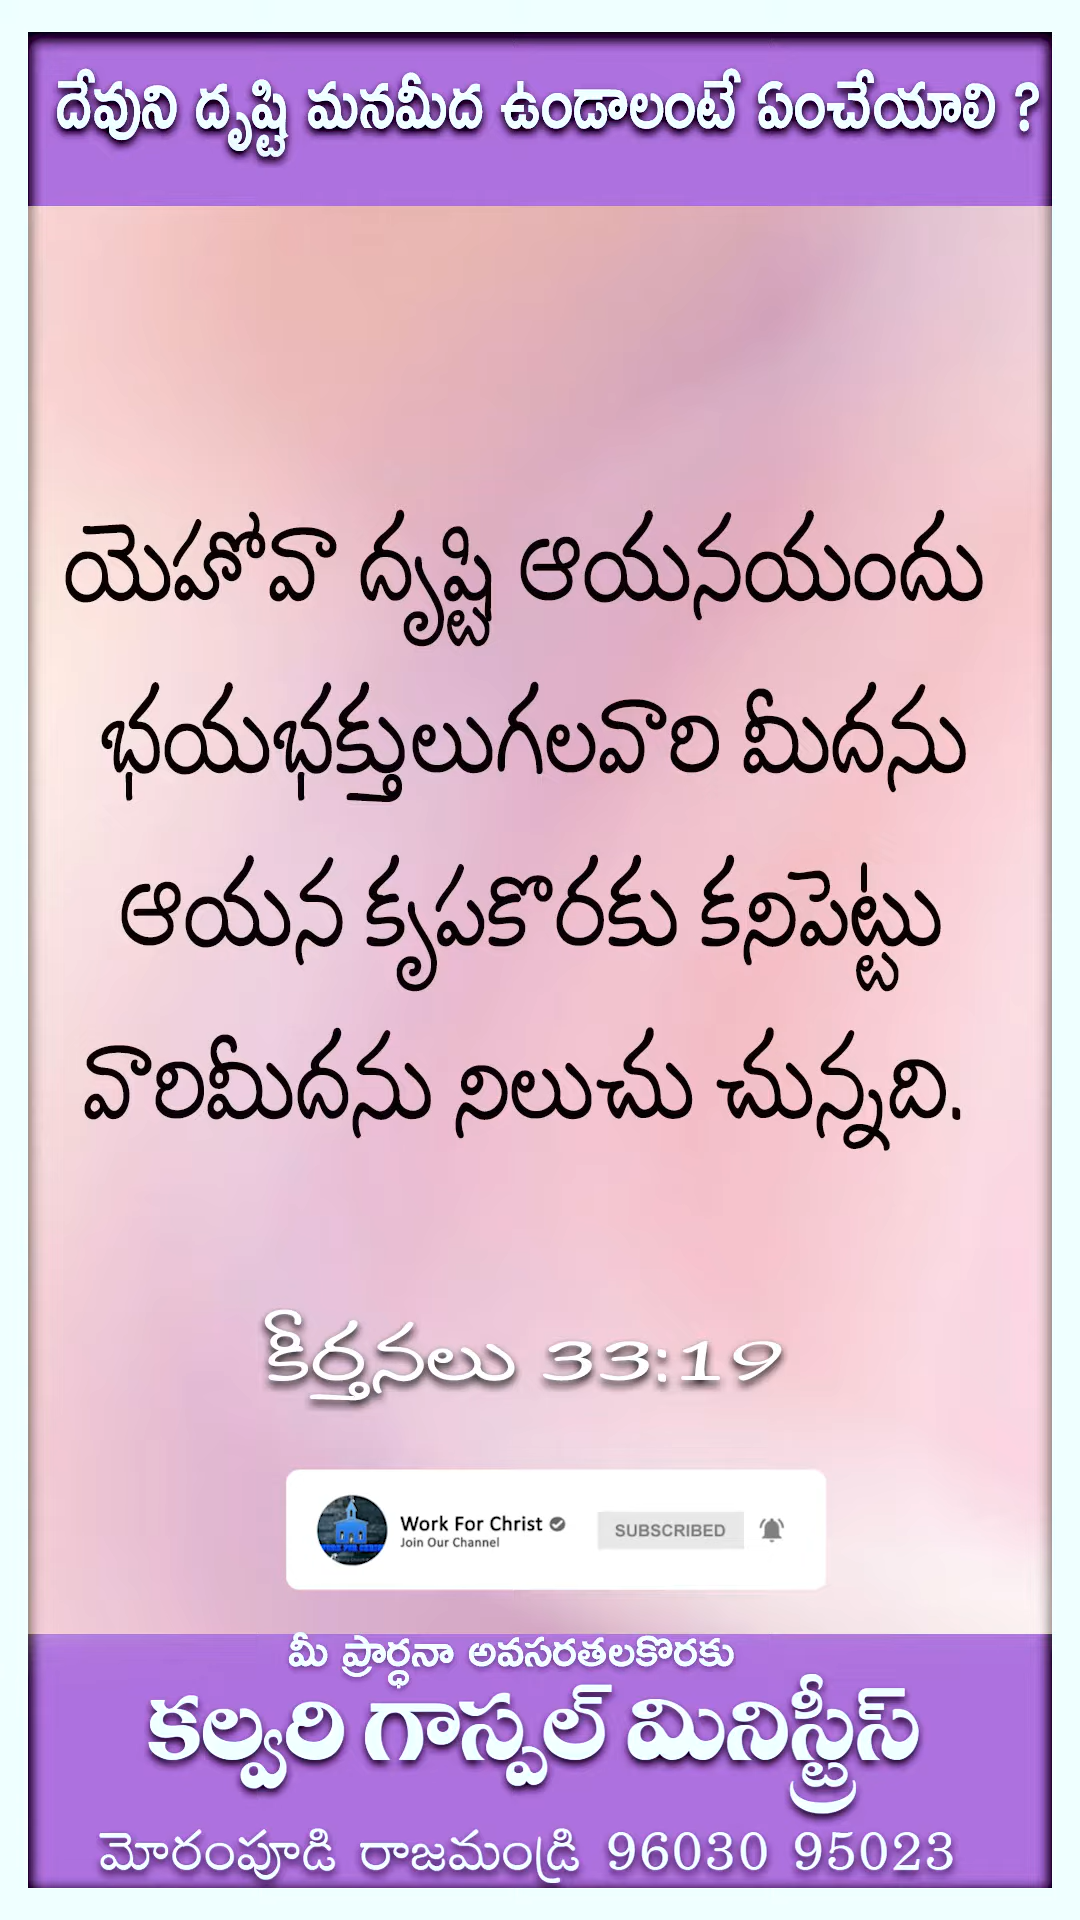 దేవుని దృష్టి మనమీద ఉండాలంటే ఏంచేయాలి ?
యెహోవా దృష్టి ఆయనయందు
భయభక్తులుగలవారి మీదను
ఆయన కృపకొరకు కనిపెట్టు
వారిమీదను నిలుచు చున్నది.
కీర్తనలు 33:19
Work For Christ
Join Our Channel
SUBSCRIBED
మీ ప్రార్ధనా అవసరతలకొరకు
కల్వరి గాస్పల్ మినిస్ట్రీస్
మోరంపూడి రాజమండ్రి 96030 95023